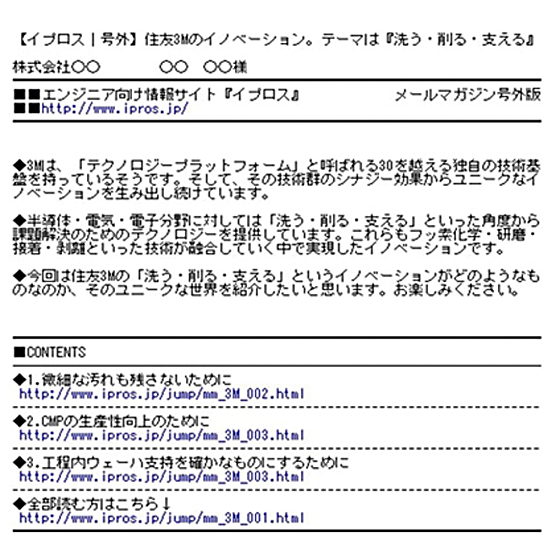 【イプロス｜号外】住友3Mのイノベーション。テーマは『洗う・削る・支える』
株式会社〇〇　　　〇〇　〇〇様
■■エンジニア向け情報サイト『イプロス』　　　メールマガジン号外版
■■http://www.ipros.jp/
◆3Mは、「テクノロジープラットフォーム」と呼ばれる30を越える独自の技術基
盤を持っているそうです。そして、その技術群のシナジー効果からユニークなイ
ノベーションを生み出し続けています。
◆半導体・電気・電子分野に対しては「洗う・削る・支える」といった角度から
課題解決のためのテクノロジーを提供しています。これらもフッ素化学・研磨・
接着・剥離といった技術が融合していく中で実現したイノベーションです。
◆今回は住友3Mの「洗う・削る・支える」というイノベーションがどのようなも
のなのか、そのユニークな世界を紹介したいと思います。お楽しみください。
■CONTENTS
◆1.微細な汚れも残さないために
http://www.ipros.jp/jump/mm_3M_002.html
◆2.CMPの生産性向上のために
http://www.ipros.jp/jump/mm_3M_003.html
◆3.工程内ウェーハ支持を確かなものにするために
http://www.ipros.jp/jump/mm_3M_003.html
◆全部読む方はこちら↓
http://www.ipros.jp/jump/mm_3M_001.html